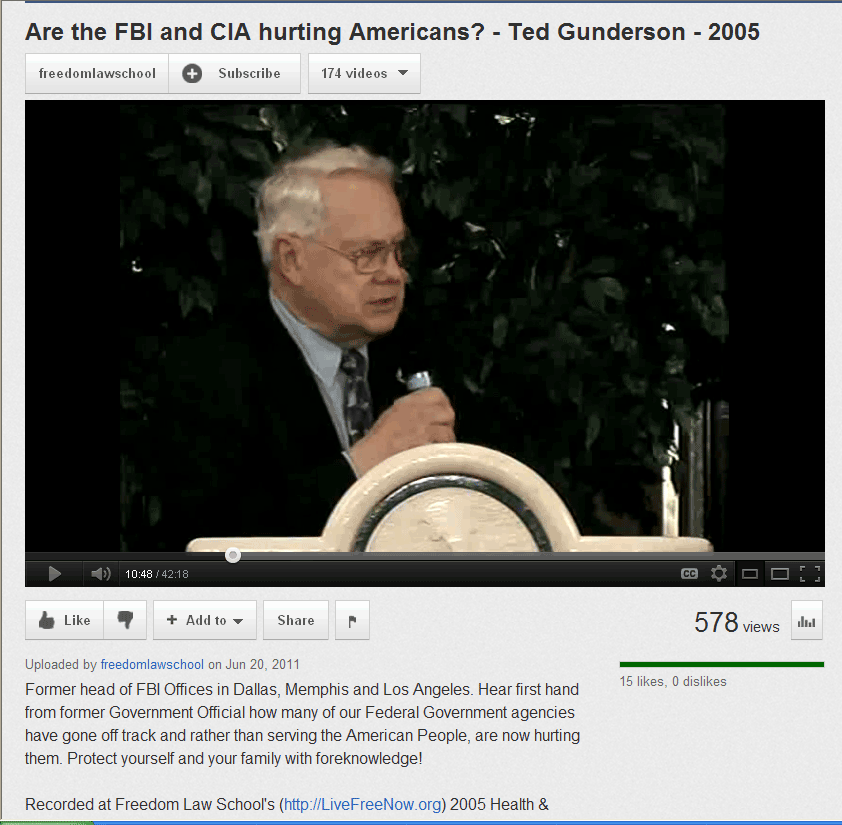 Are the FBI and CIA hurting Americans? - Ted Gunderson - 2005
freedomlawschool Subscribe 174 videos
10:48 / 42:18 CC
Like Add to Share 578 views
Uploaded by freedomlawschool on Jun 20, 2011
15 likes, 0 dislikes
Former head of FBI Offices in Dallas, Memphis and Los Angeles. Hear first hand
from former Government Official how many of our Federal Government agencies
have gone off track and rather than serving the American People, are now hurting
them. Protect yourself and your family with foreknowledge!
Recorded at Freedom Law School's (http://LiveFreeNow.org) 2005 Health &